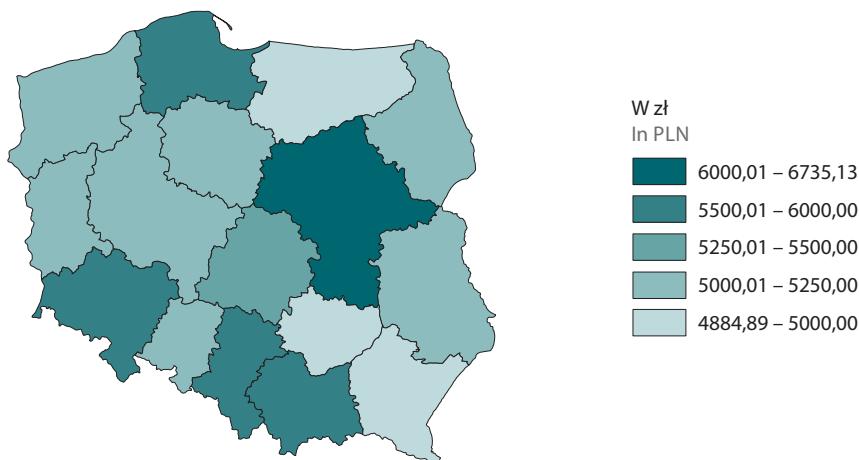 W zł
In PLN
6000,01 – 6735,13
5500,01 – 6000,00
5250,01 – 5500,00
5000,01 – 5250,00
4884,89 – 5000,00